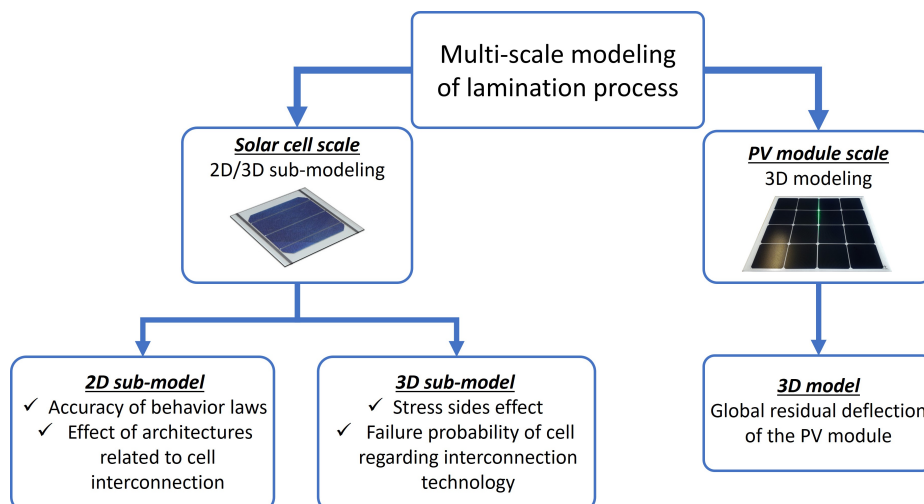 Multi-scale modeling
of lamination process
Solar cell scale
2D/3D sub-modeling
PV module scale
3D modeling
2D sub-model
✓ Accuracy of behavior laws
✓ Effect of architectures
related to cell
interconnection
3D sub-model
✓ Stress sides effect
✓ Failure probability of cell
regarding interconnection
technology
3D model
Global residual deflection
of the PV module